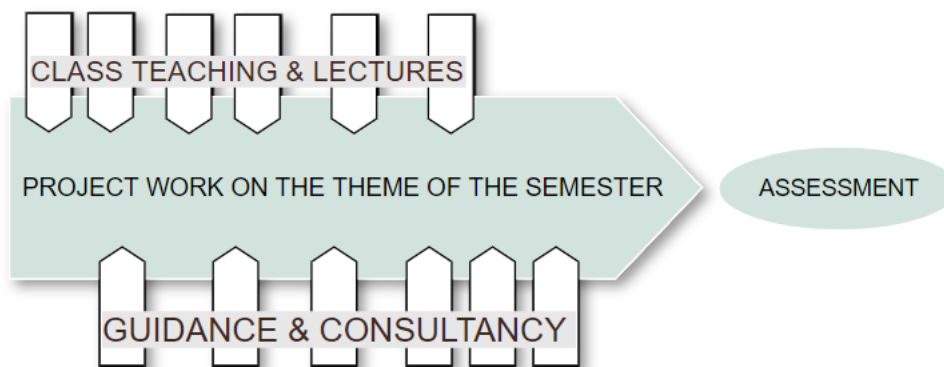 CLASS TEACHING & LECTURES
PROJECT WORK ON THE THEME OF THE SEMESTER
ASSESSMENT
GUIDANCE & CONSULTANCY